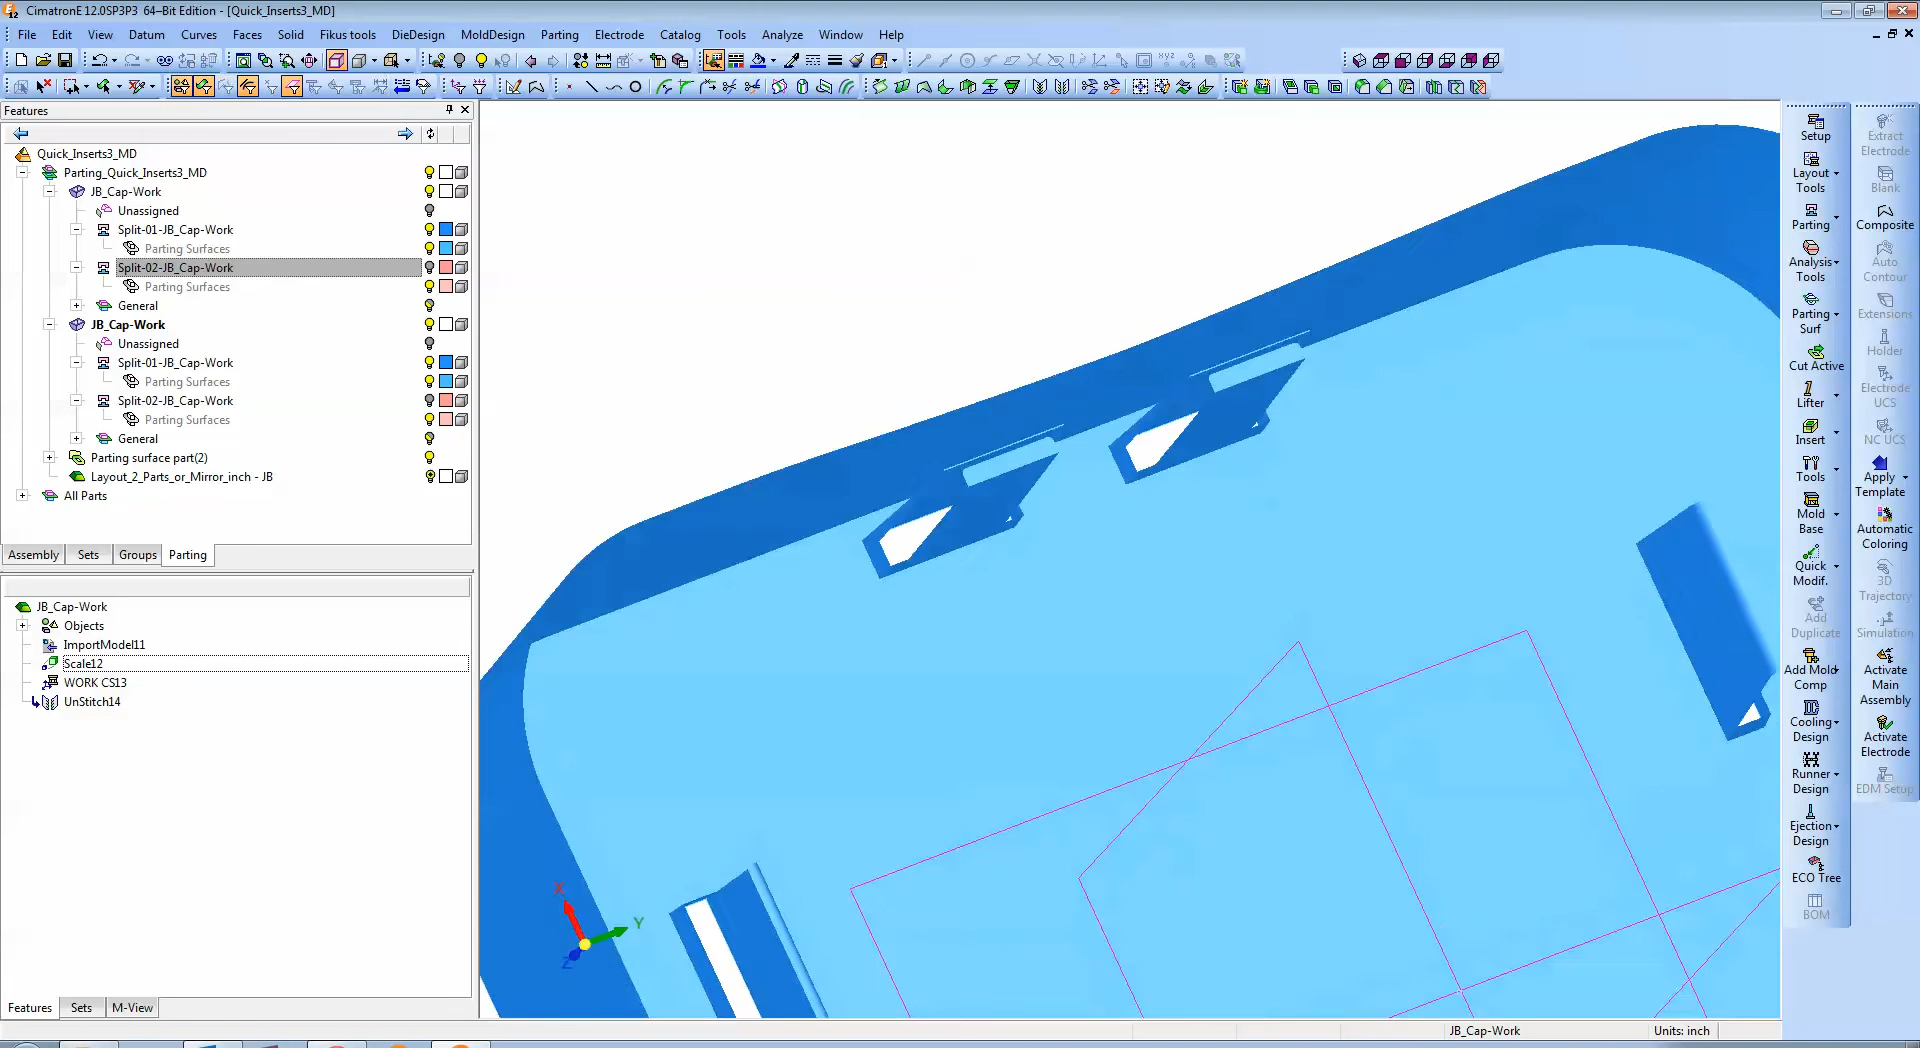 CimatronE 12.0SP3P3 64-Bit Edition - [Quick_Inserts3_MD]
File Edit View Datum Curves Faces Solid Fikus tools DieDesign MoldDesign Parting Electrode Catalog Tools Analyze Window Help
Features
Quick_Inserts3_MD
Parting_Quick_Inserts3_MD
JB_Cap-Work
Unassigned
Split-01-JB_Cap-Work
Parting Surfaces
Split-02-JB_Cap-Work
Parting Surfaces
General
JB_Cap-Work
Unassigned
Split-01-JB_Cap-Work
Parting Surfaces
Split-02-JB_Cap-Work
Parting Surfaces
General
Parting surface part(2)
Layout_2_Parts_or_Mirror_inch - JB
All Parts
Assembly Sets Groups Parting
JB_Cap-Work
Objects
ImportModel11
Scale12
WORK CS13
UnStitch14
Features Sets M-View
X
Y
Z
Setup
Layout
Tools
Parting
Analysis
Tools
Parting
Surf
Cut Active
Lifter
Insert
Tools
Mold
Base
Quick
Modif.
Add
Duplicate
Add Mold
Comp
Cooling
Design
Runner
Design
Ejection
Design
ECO Tree
BOM
Extract
Electrode
Blank
Composite
Auto
Contour
Extensions
Holder
Electrode
UCS
NC UCS
Apply
Template
Automatic
Coloring
3D
Trajectory
Simulation
Activate
Main
Assembly
Activate
Electrode
EDM Setup
JB_Cap-Work
Units: inch